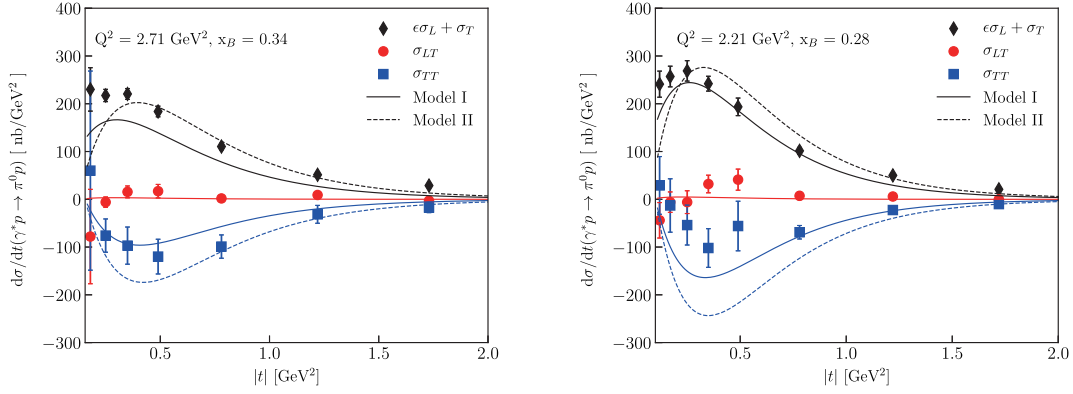 400
300
200
100
0
−100
−200
−300
0.5
1.0
1.5
2.0
|t| [GeV²]
dσ/dt(γ*p → π⁰p) [ nb/GeV²]
Q² = 2.71 GeV², x_B = 0.34
ϵσ_L + σ_T
σ_LT
σ_TT
Model I
Model II
400
300
200
100
0
−100
−200
−300
0.5
1.0
1.5
2.0
|t| [GeV²]
dσ/dt(γ*p → π⁰p) [ nb/GeV²]
Q² = 2.21 GeV², x_B = 0.28
ϵσ_L + σ_T
σ_LT
σ_TT
Model I
Model II